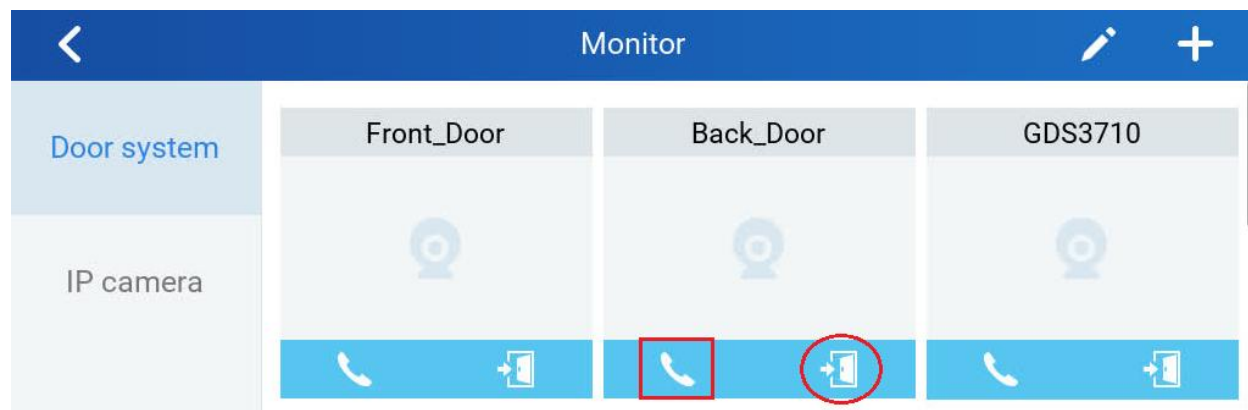 Monitor
Door system
IP camera
Front_Door
Back_Door
GDS3710